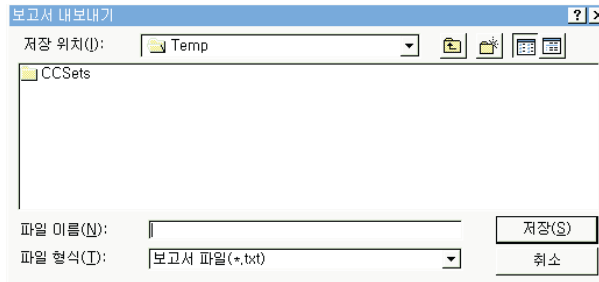 보고서 내보내기
저장 위치(I): Temp
CCSets
파일 이름(N): 저장(S)
파일 형식(T): 보고서 파일(*.txt) 취소